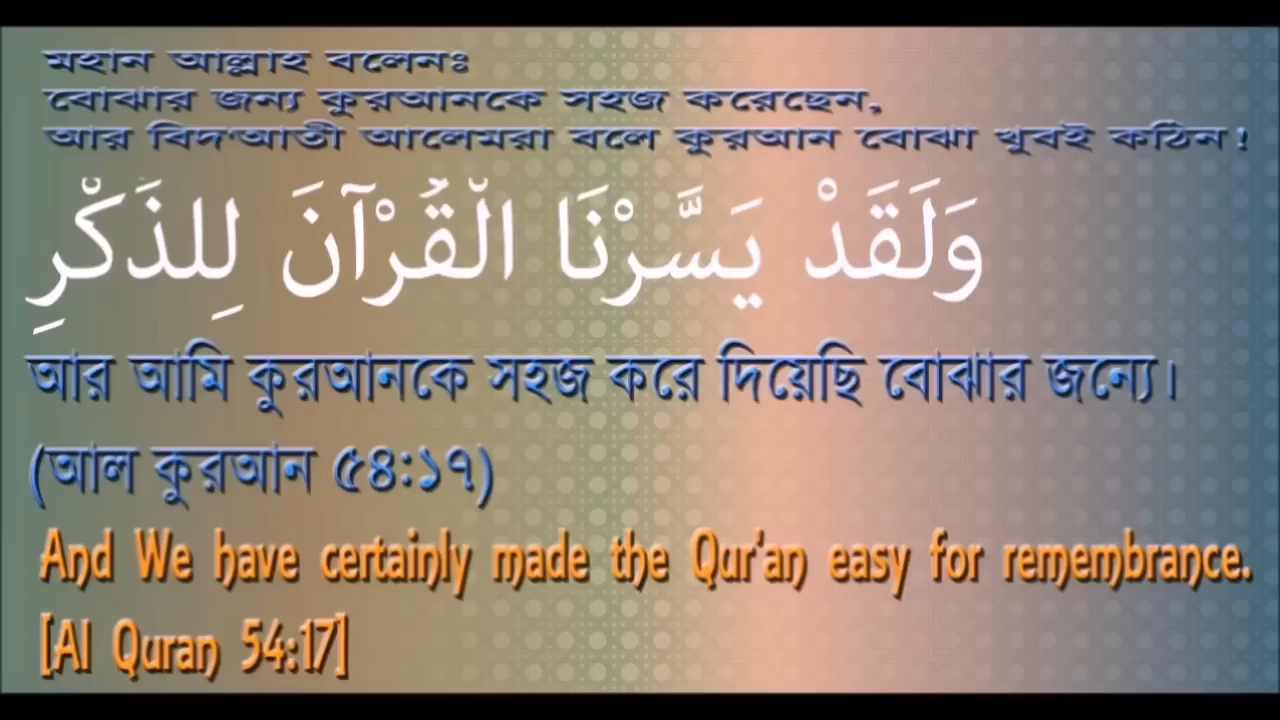 মহান আল্লাহ বলেনঃ
বোঝার জন্য কুরআনকে সহজ করেছেন,
আর বিদ'আতী আলেমরা বলে কুরআন বোঝা খুবই কঠিন!
وَلَقَدْ يَسَّرْنَا الْقُرْآنَ لِلذِّكْرِ
আর আমি কুরআনকে সহজ করে দিয়েছি বোঝার জন্যে।
(আল কুরআন ৫৪:১৭)
And We have certainly made the Qur'an easy for remembrance.
[Al Quran 54:17]